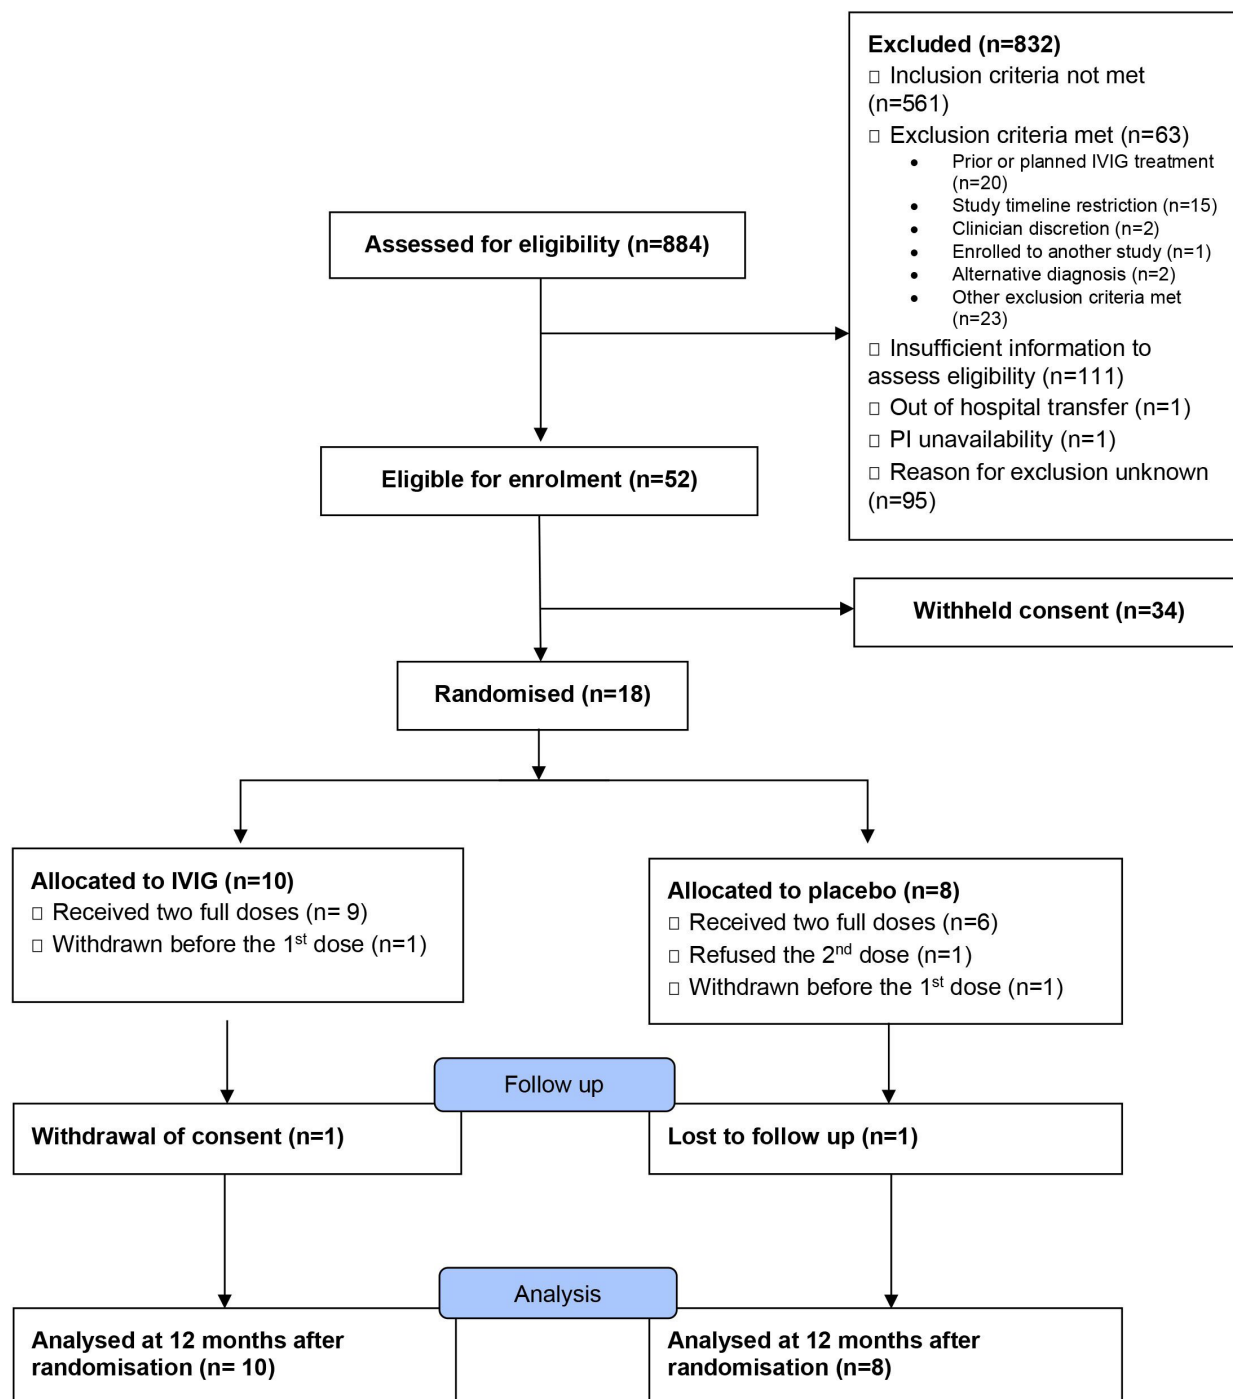 Excluded (n=832)
□ Inclusion criteria not met
(n=561)
□ Exclusion criteria met (n=63)
• Prior or planned IVIG treatment
(n=20)
• Study timeline restriction (n=15)
• Clinician discretion (n=2)
• Enrolled to another study (n=1)
• Alternative diagnosis (n=2)
• Other exclusion criteria met
(n=23)
□ Insufficient information to
assess eligibility (n=111)
□ Out of hospital transfer (n=1)
□ PI unavailability (n=1)
□ Reason for exclusion unknown
(n=95)
Assessed for eligibility (n=884)
Eligible for enrolment (n=52)
Withheld consent (n=34)
Randomised (n=18)
Allocated to IVIG (n=10)
□ Received two full doses (n= 9)
□ Withdrawn before the 1st dose (n=1)
Allocated to placebo (n=8)
□ Received two full doses (n=6)
□ Refused the 2nd dose (n=1)
□ Withdrawn before the 1st dose (n=1)
Follow up
Withdrawal of consent (n=1)
Lost to follow up (n=1)
Analysis
Analysed at 12 months after
randomisation (n= 10)
Analysed at 12 months after
randomisation (n=8)